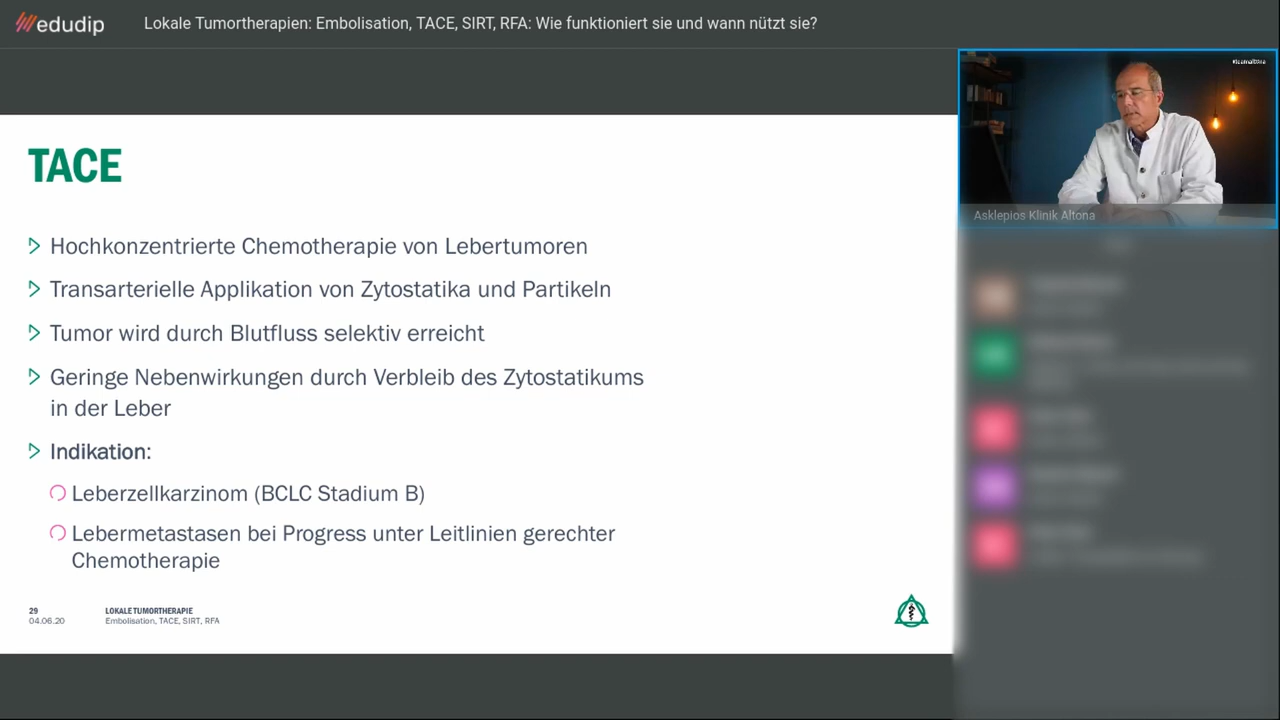 edudip
Lokale Tumortherapien: Embolisation, TACE, SIRT, RFA: Wie funktioniert sie und wann nützt sie?
Asklepios Klinik Altona
TACE
Hochkonzentrierte Chemotherapie von Lebertumoren
Transarterielle Applikation von Zytostatika und Partikeln
Tumor wird durch Blutfluss selektiv erreicht
Geringe Nebenwirkungen durch Verbleib des Zytostatikums
in der Leber
Indikation:
Leberzellkarzinom (BCLC Stadium B)
Lebermetastasen bei Progress unter Leitlinien gerechter
Chemotherapie
29
04.06.20
LOKALE TUMORTHERAPIE
Embolisation, TACE, SIRT, RFA